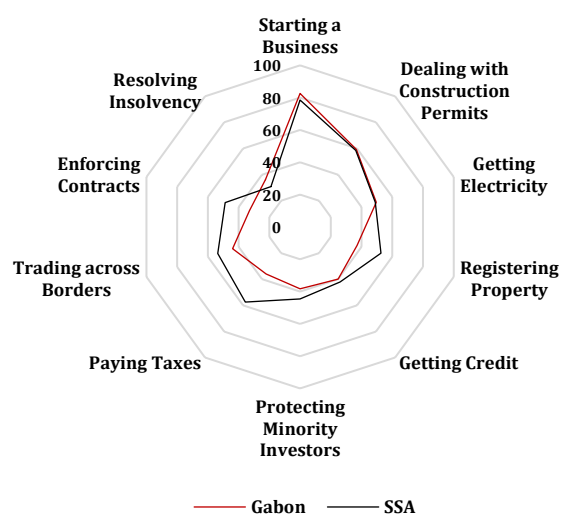 Starting a
Business
Dealing with
Construction
Permits
Getting
Electricity
Registering
Property
Getting Credit
Protecting
Minority
Investors
Paying Taxes
Trading across
Borders
Enforcing
Contracts
Resolving
Insolvency
100
80
60
40
20
0
Gabon
SSA